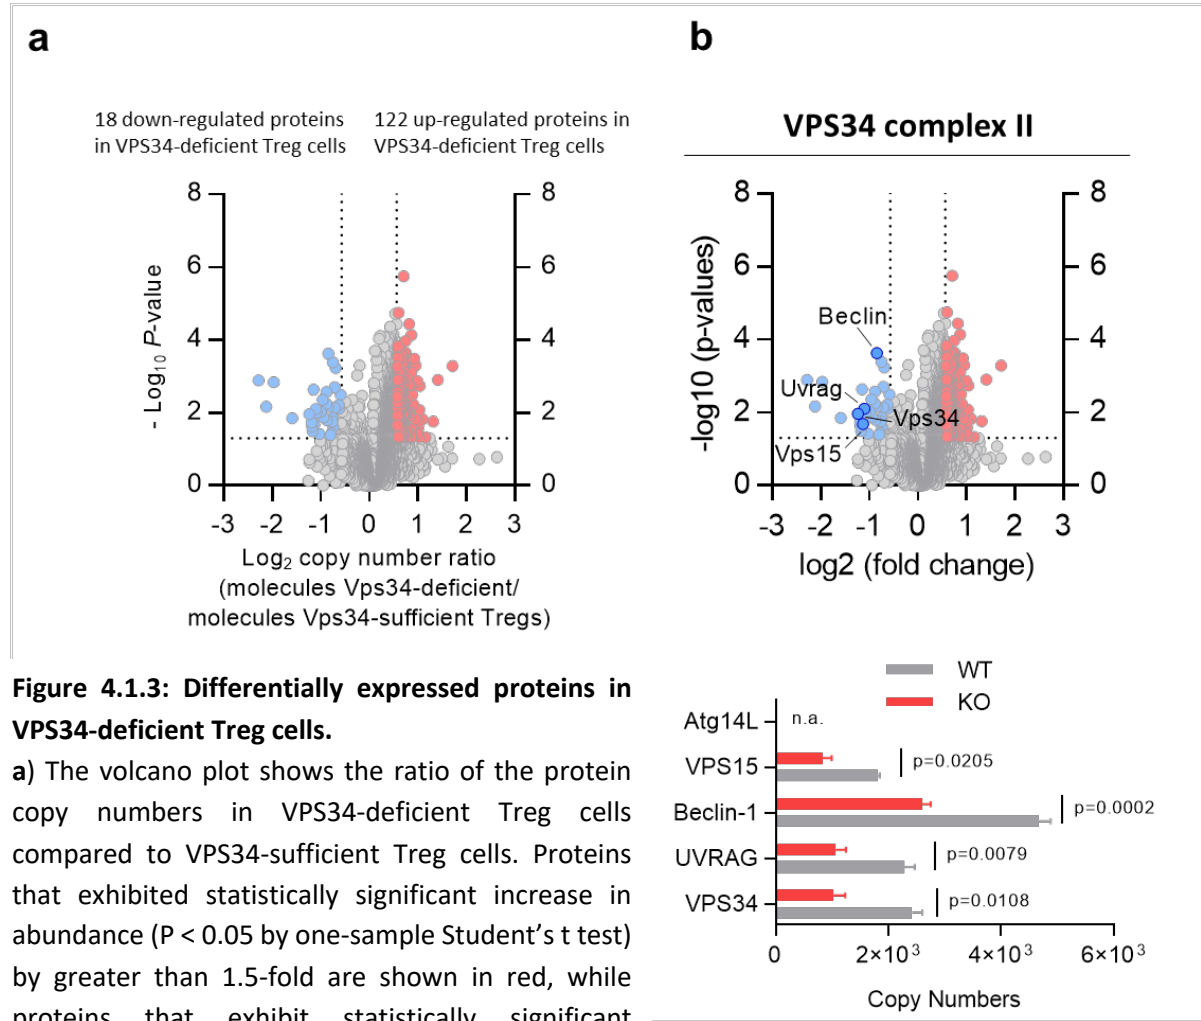 a
18 down-regulated proteins
in VPS34-deficient Treg cells
122 up-regulated proteins in
VPS34-deficient Treg cells
8
6
4
2
0
8
6
4
2
0
- Log10 P-value
-3 -2 -1 0 1 2 3
Log2 copy number ratio
(molecules Vps34-deficient/
molecules Vps34-sufficient Tregs)
b
VPS34 complex II
8
6
4
2
0
8
6
4
2
0
-log10 (p-values)
Beclin
Uvrag
Vps34
Vps15
-3 -2 -1 0 1 2 3
log2 (fold change)
WT
KO
Atg14L
n.a.
VPS15
p=0.0205
Beclin-1
p=0.0002
UVRAG
p=0.0079
VPS34
p=0.0108
0 2×10³ 4×10³ 6×10³
Copy Numbers
Figure 4.1.3: Differentially expressed proteins in
VPS34-deficient Treg cells.
a) The volcano plot shows the ratio of the protein
copy numbers in VPS34-deficient Treg cells
compared to VPS34-sufficient Treg cells. Proteins
that exhibited statistically significant increase in
abundance (P < 0.05 by one-sample Student's t test)
by greater than 1.5-fold are shown in red, while
proteins that exhibit statistically significant